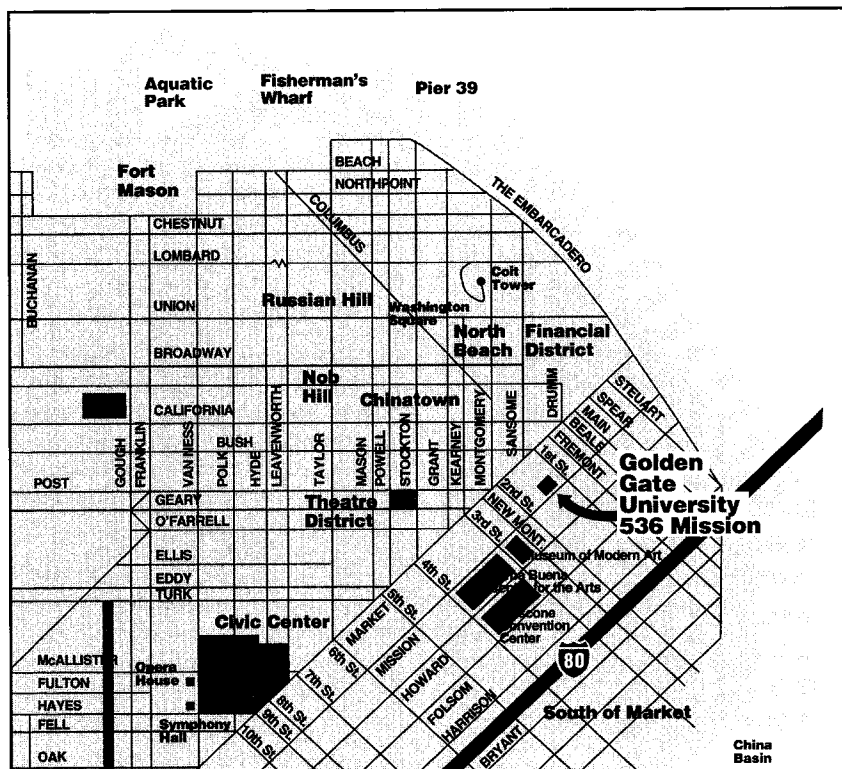 Aquatic
Park
Fisherman's
Wharf
Pier 39
Fort
Mason
BEACH
NORTHPOINT
THE EMBARCADERO
COLUMBUS
CHESTNUT
LOMBARD
BUCHANAN
Coit
Tower
UNION
Russian Hill
Washington
Square
North
Beach
Financial
District
BROADWAY
Nob
Hill
Chinatown
CALIFORNIA
DRUMM
STEUART
SPEAR
MAIN
BEALE
FREMONT
1st St.
GOUGH
FRANKLIN
VAN NESS
POLK
BUSH
HYDE
LEAVENWORTH
TAYLOR
MASON
POWELL
STOCKTON
GRANT
KEARNEY
MONTGOMERY
SANSOME
Golden
Gate
University
536 Mission
POST
GEARY
O'FARRELL
Theatre
District
2nd St.
NEW MONT.
3rd St.
4th St.
ELLIS
EDDY
TURK
Museum of Modern Art
Buena
for the Arts
Convention
Center
5th St.
MARKET
6th St.
MISSION
7th St.
HOWARD
8th St.
FOLSOM
9th St.
HARRISON
10th St.
BRYANT
Civic Center
McALLISTER
Opera
House
FULTON
HAYES
FELL
Symphony
Hall
OAK
80
South of Market
China
Basin